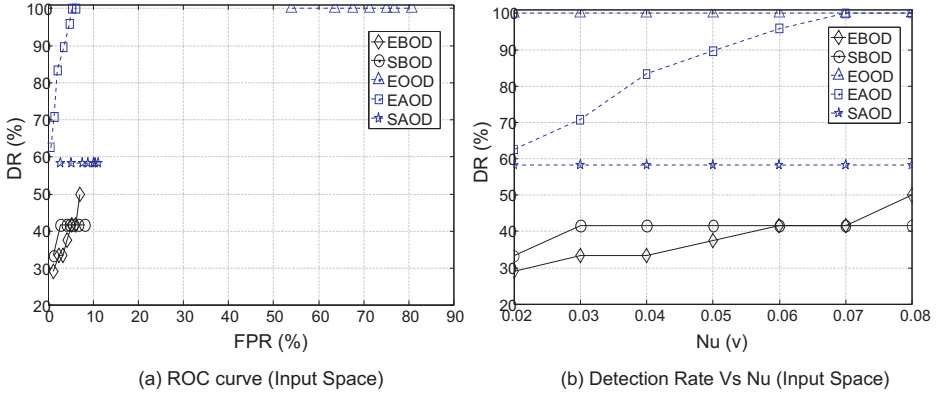 100
90
80
70
60
50
40
30
20
0 10 20 30 40 50 60 70 80 90
DR (%)
FPR (%)
EBOD
SBOD
EOOD
EAOD
SAOD
(a) ROC curve (Input Space)
100
90
80
70
60
50
40
30
20
0.02 0.03 0.04 0.05 0.06 0.07 0.08
DR (%)
Nu (v)
EBOD
SBOD
EOOD
EAOD
SAOD
(b) Detection Rate Vs Nu (Input Space)